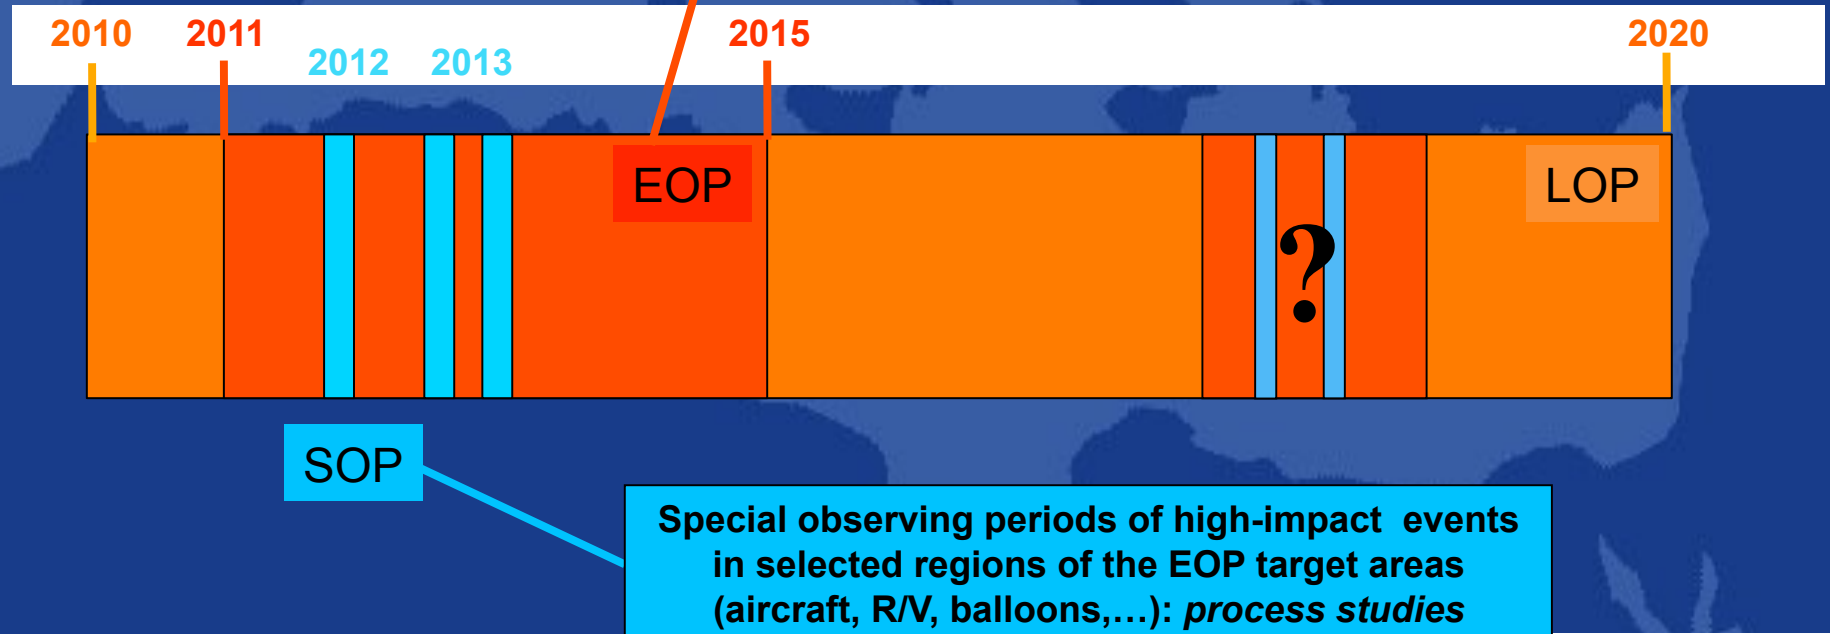 2010 2011 2012 2013 2015 2020
EOP
LOP
?
SOP
Special observing periods of high-impact events
in selected regions of the EOP target areas
(aircraft, R/V, balloons,…): process studies